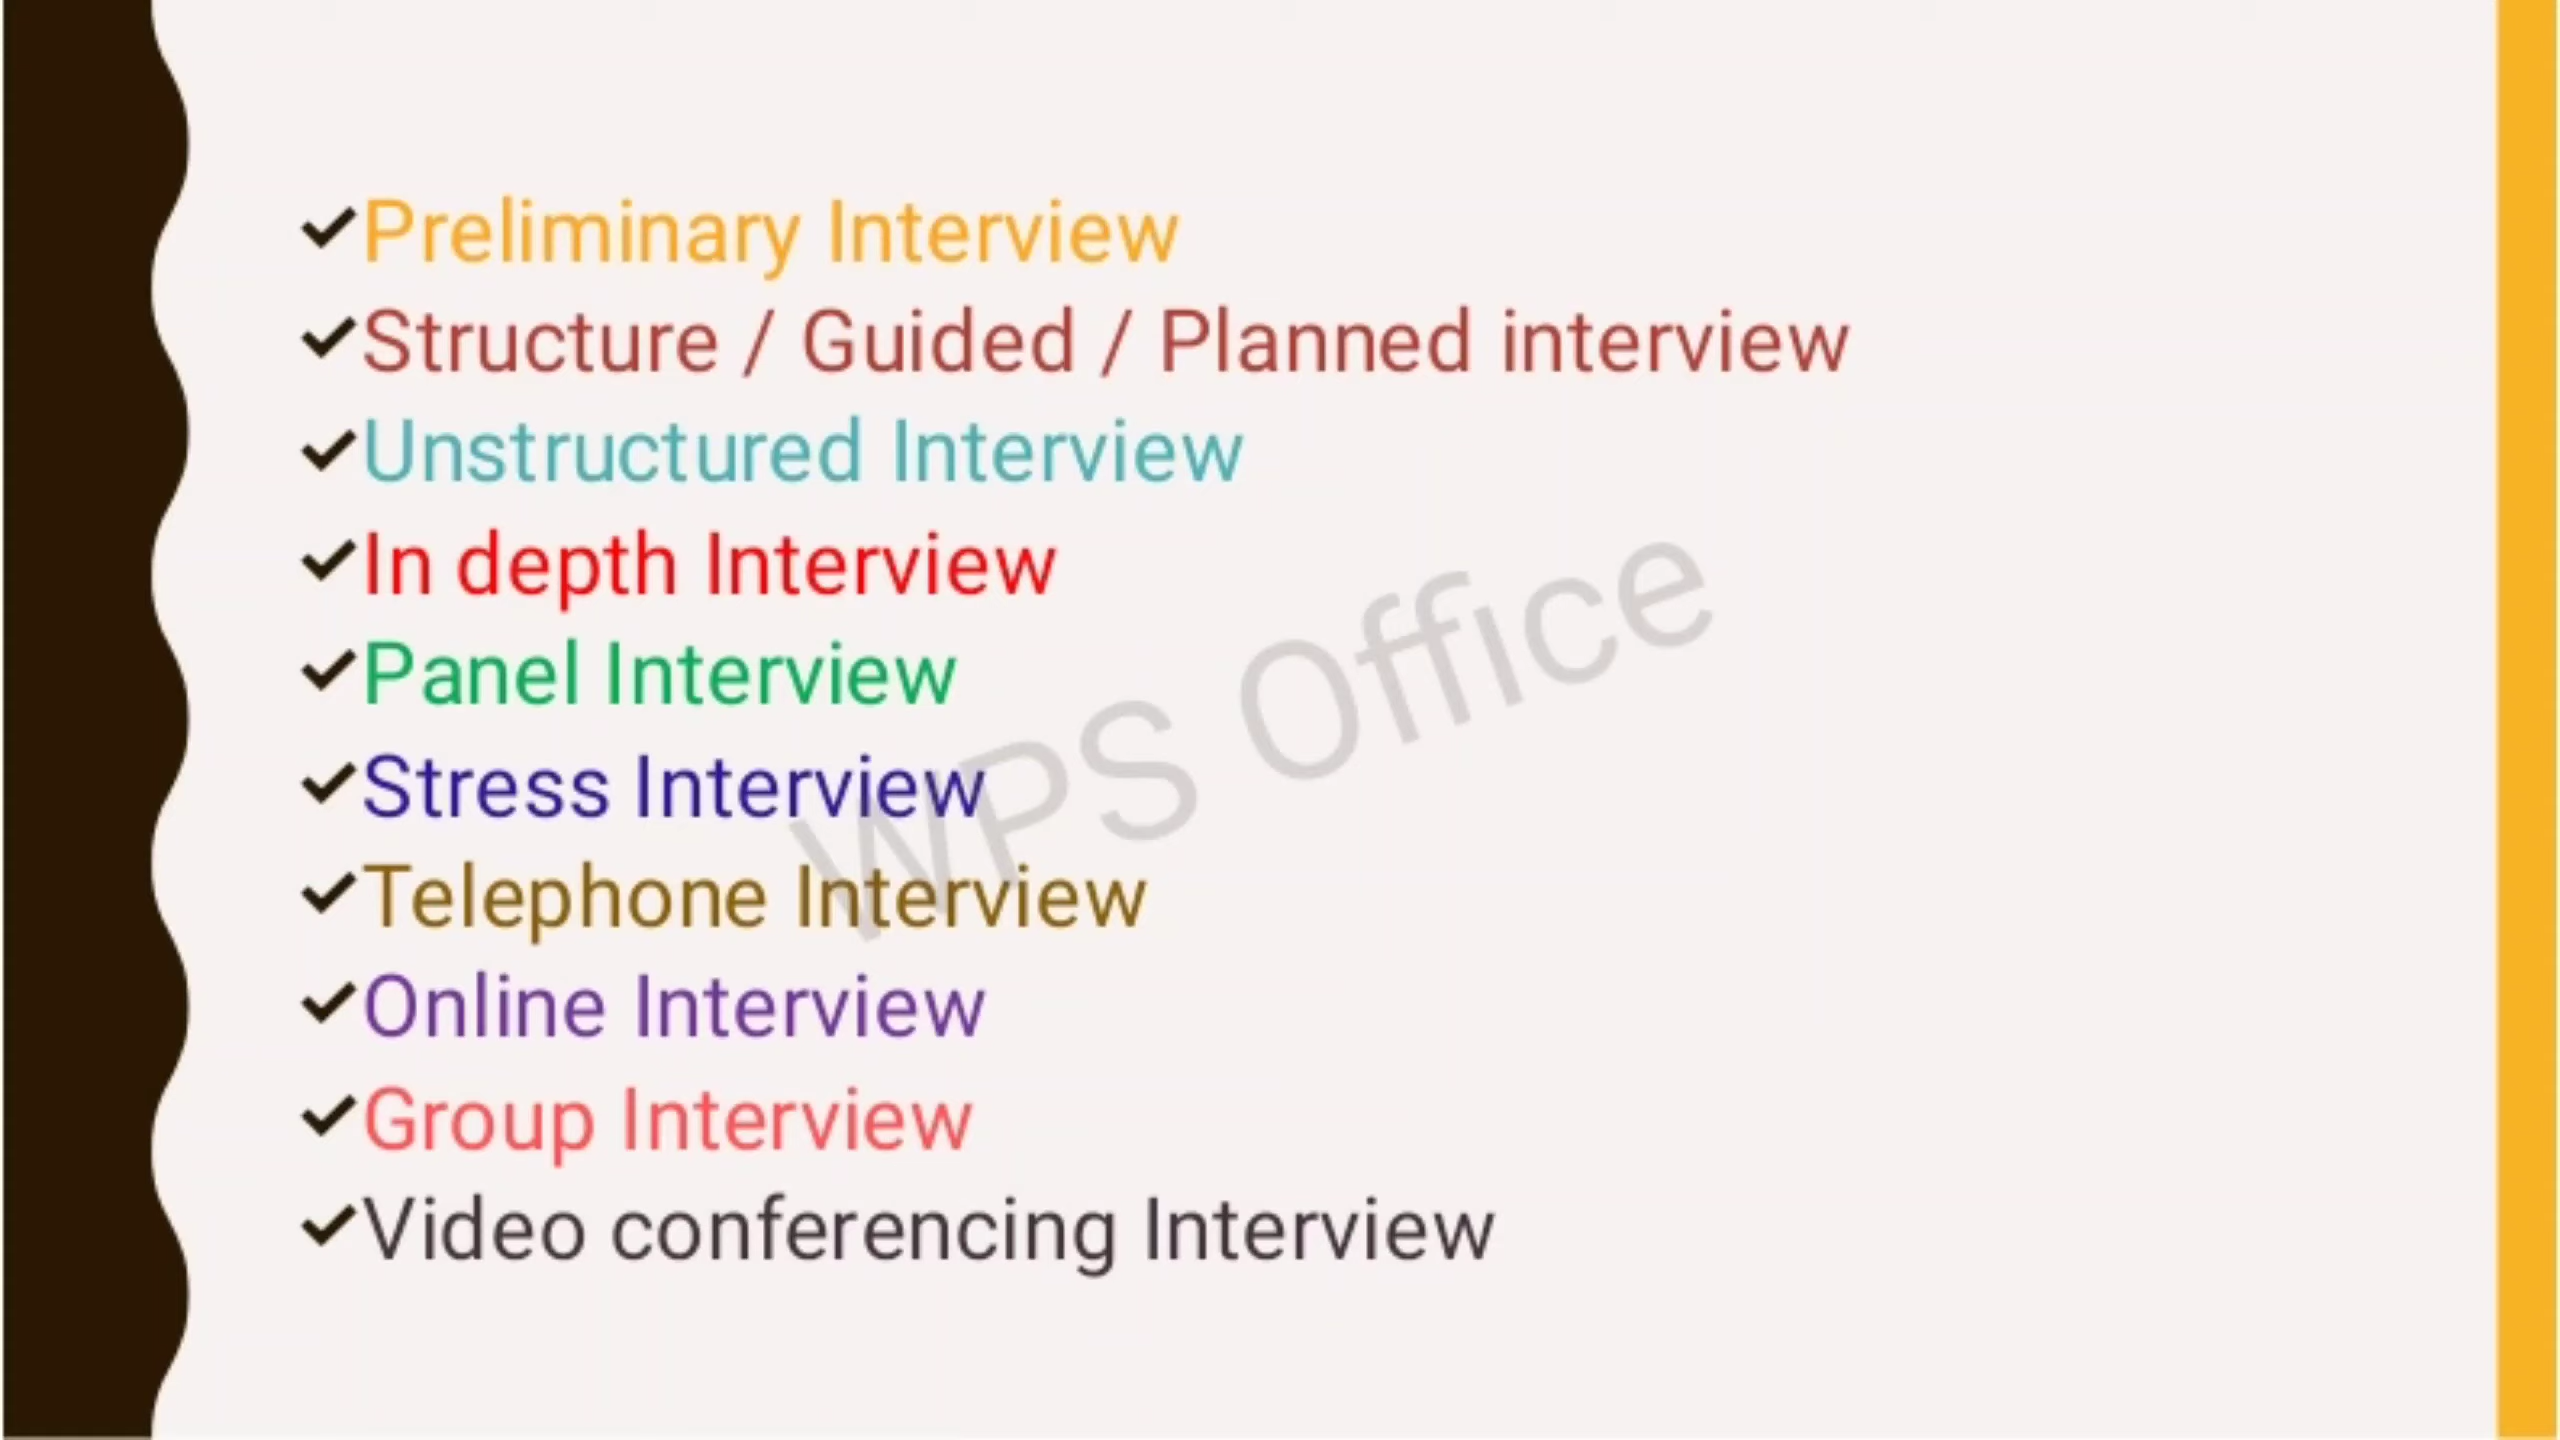 ✓Preliminary Interview
✓Structure / Guided / Planned interview
✓Unstructured Interview
✓In depth Interview
✓Panel Interview
✓Stress Interview
✓Telephone Interview
✓Online Interview
✓Group Interview
✓Video conferencing Interview
WPS Office